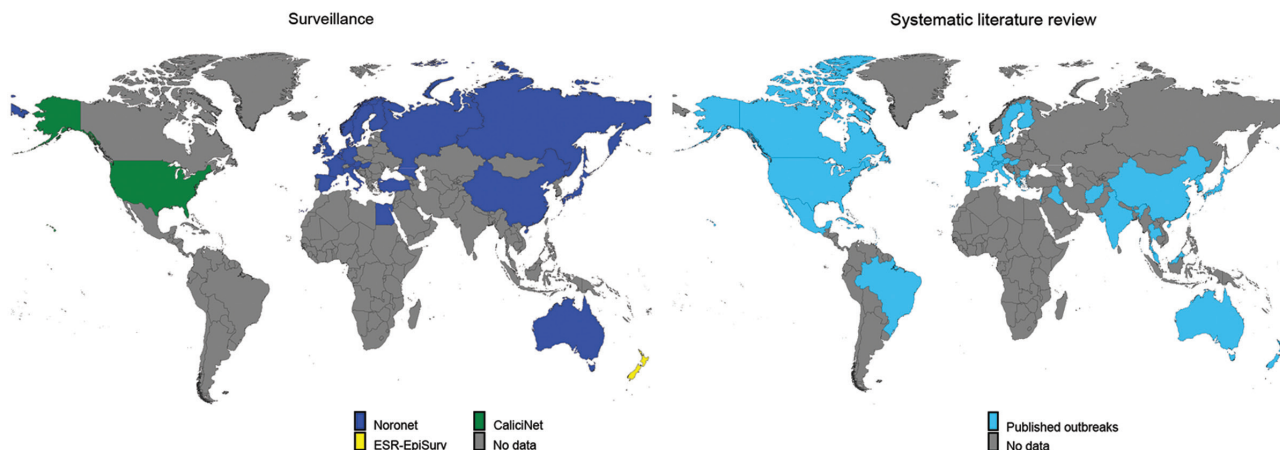 Surveillance
Systematic literature review
Noronet
CaliciNet
ESR-EpiSurv
No data
Published outbreaks
No data